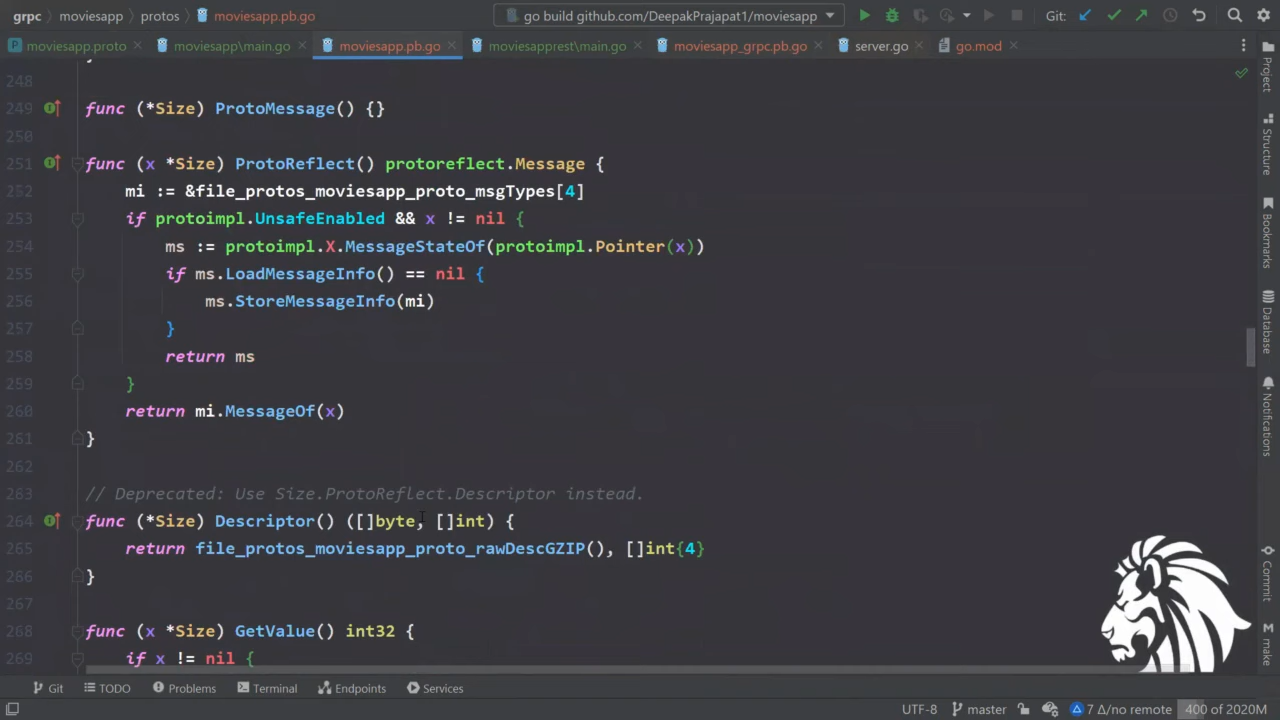 grpc moviesapp protos moviesapp.pb.go go build github.com/DeepakPrajapat1/moviesapp Git:
moviesapp.proto moviesapp\main.go moviesapp.pb.go moviesapprest\main.go moviesapp_grpc.pb.go server.go go.mod
}
248
249 func (*Size) ProtoMessage() {}
250
251 func (x *Size) ProtoReflect() protoreflect.Message {
252 mi := &file_protos_moviesapp_proto_msgTypes[4]
253 if protoimpl.UnsafeEnabled && x != nil {
254 ms := protoimpl.X.MessageStateOf(protoimpl.Pointer(x))
255 if ms.LoadMessageInfo() == nil {
256 ms.StoreMessageInfo(mi)
257 }
258 return ms
259 }
260 return mi.MessageOf(x)
261 }
262
283 // Deprecated: Use Size.ProtoReflect.Descriptor instead.
264 func (*Size) Descriptor() ([]byte, []int) {
265 return file_protos_moviesapp_proto_rawDescGZIP(), []int{4}
266 }
267
268 func (x *Size) GetValue() int32 {
269 if x != nil {
Project
Structure
Bookmarks
Database
Notifications
Commit
make
Git TODO Problems Terminal Endpoints Services
UTF-8 master 7 Δ/no remote 400 of 2020M